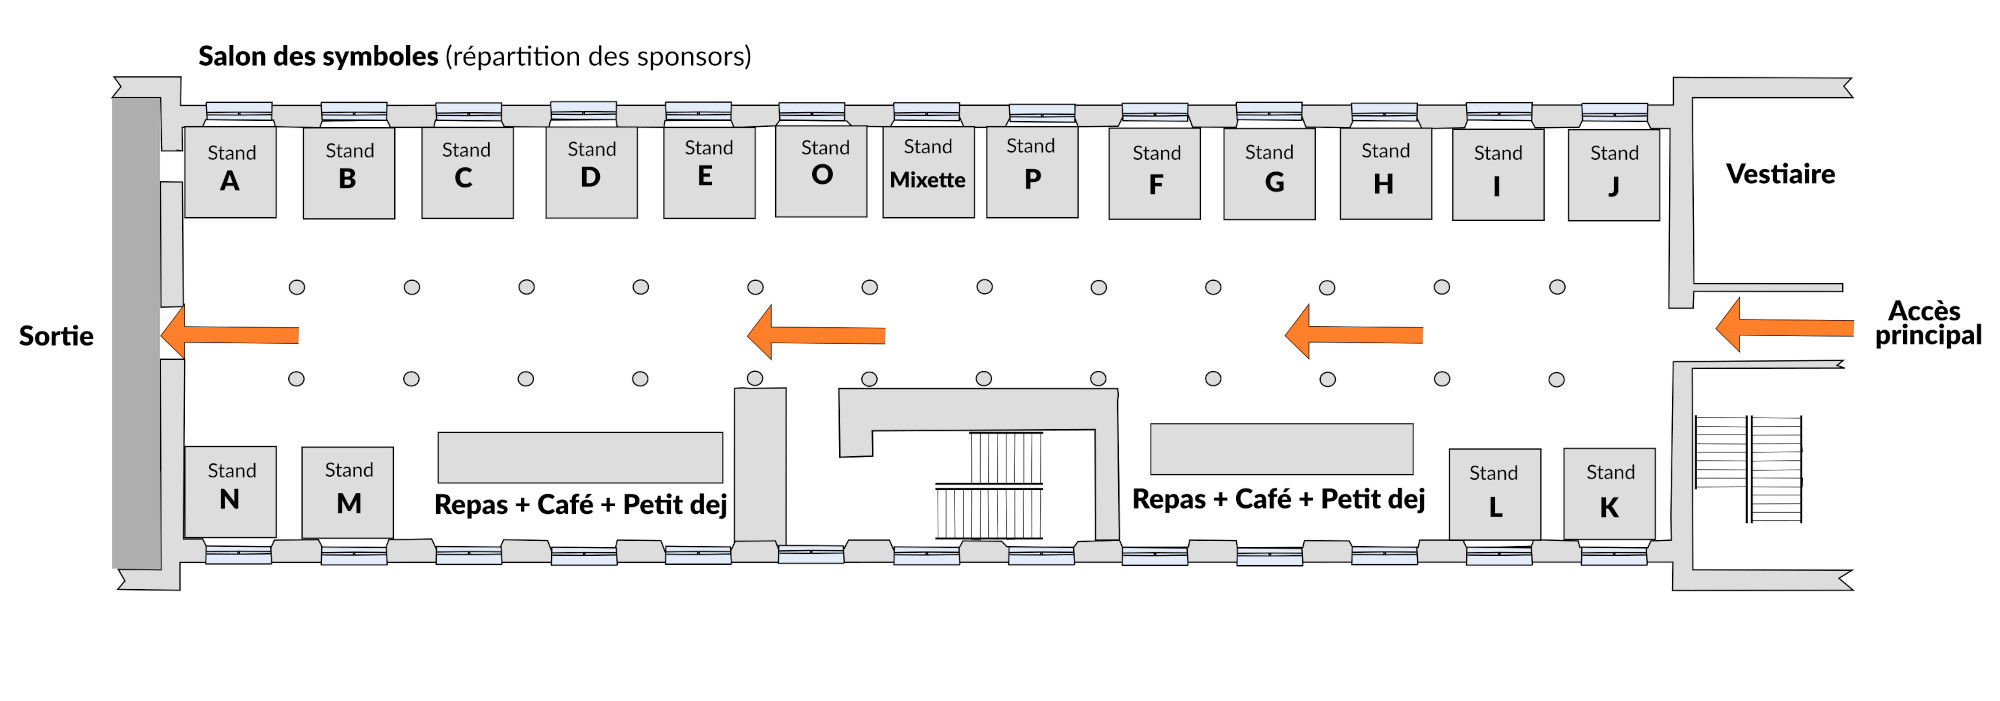 Salon des symboles (répartition des sponsors)
Stand
A
Stand
B
Stand
C
Stand
D
Stand
E
Stand
O
Stand
Mixette
Stand
P
Stand
F
Stand
G
Stand
H
Stand
I
Stand
J
Vestiaire
Sortie
Accès
principal
Stand
N
Stand
M
Repas + Café + Petit dej
Repas + Café + Petit dej
Stand
L
Stand
K